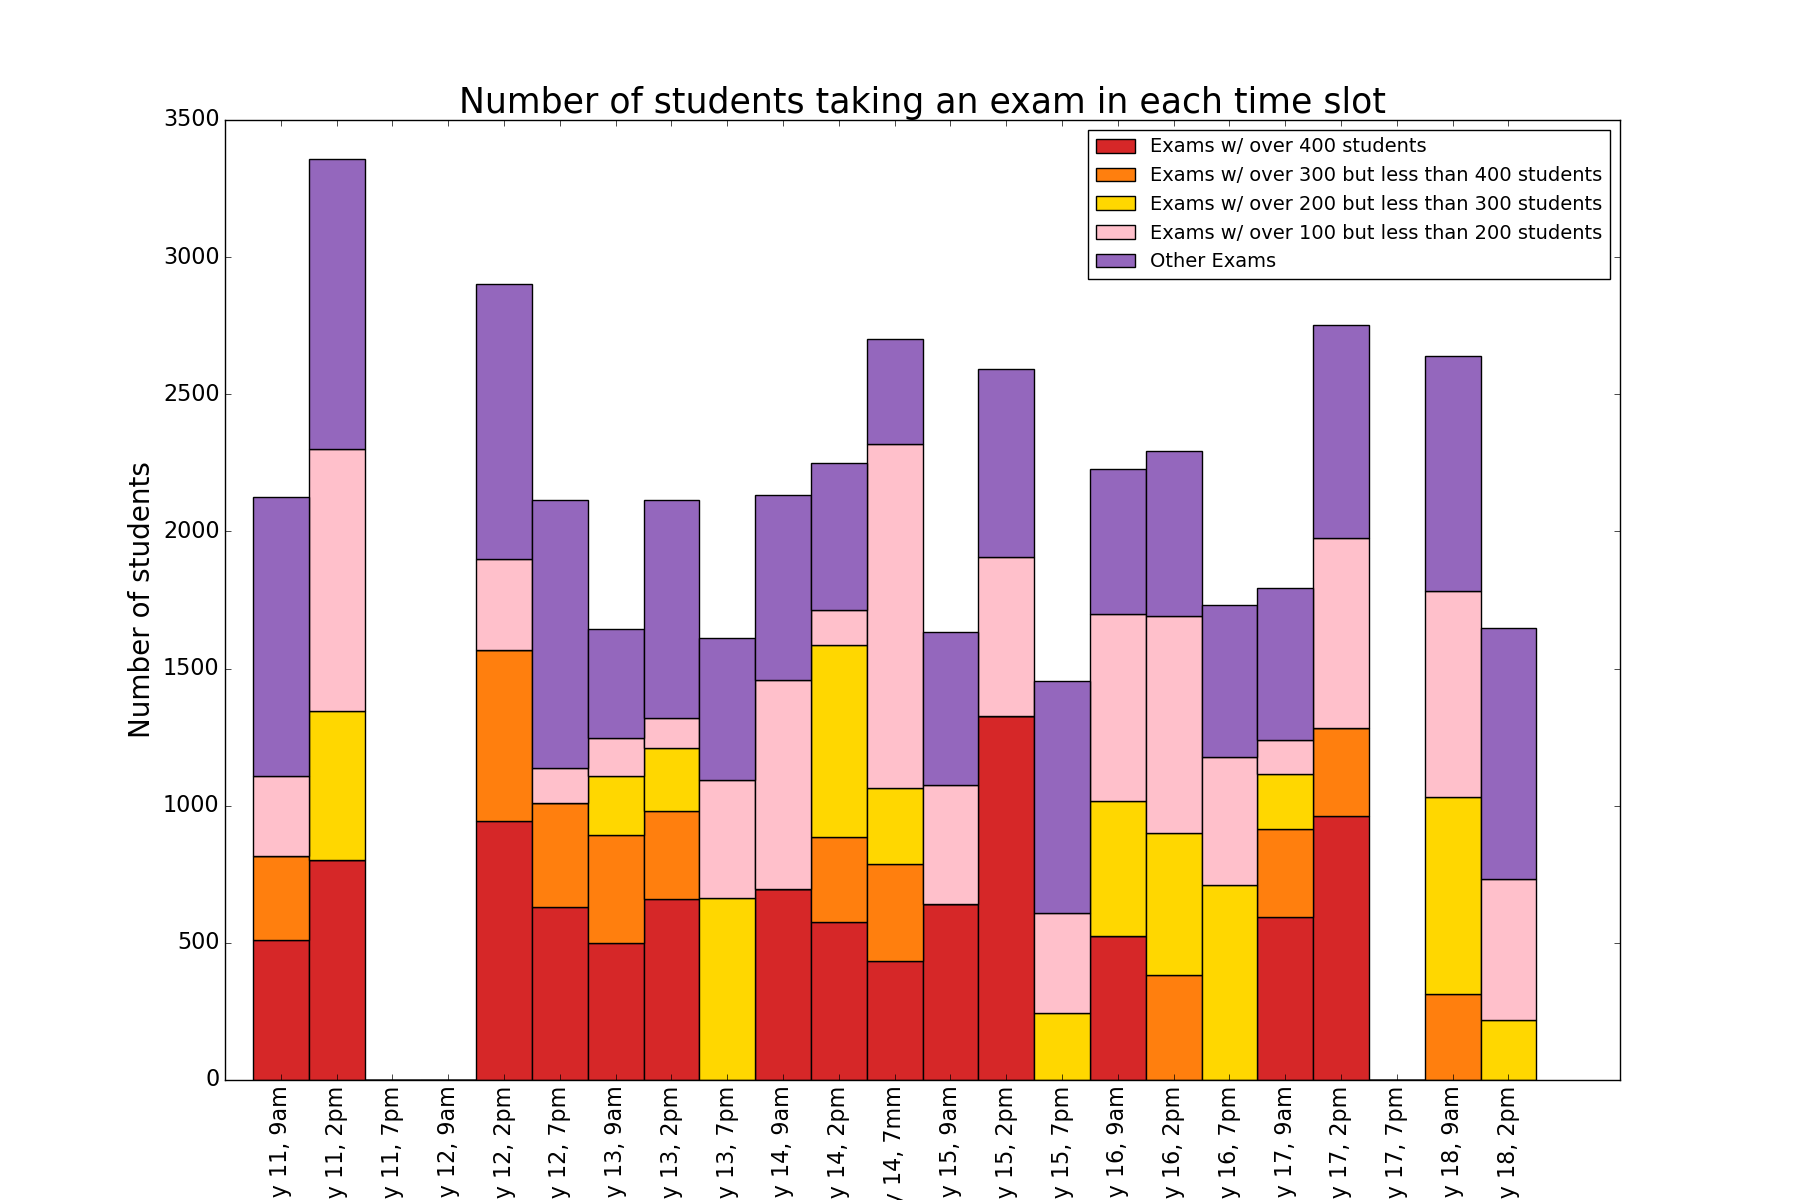 Number of students taking an exam in each time slot
Exams w/ over 400 students
Exams w/ over 300 but less than 400 students
Exams w/ over 200 but less than 300 students
Exams w/ over 100 but less than 200 students
Other Exams
Number of students
3500
3000
2500
2000
1500
1000
500
0
y 11, 9am
y 11, 2pm
y 11, 7pm
y 12, 9am
y 12, 2pm
y 12, 7pm
y 13, 9am
y 13, 2pm
y 13, 7pm
y 14, 9am
y 14, 2pm
y 14, 7mm
y 15, 9am
y 15, 2pm
y 15, 7pm
y 16, 9am
y 16, 2pm
y 16, 7pm
y 17, 9am
y 17, 2pm
y 17, 7pm
y 18, 9am
y 18, 2pm